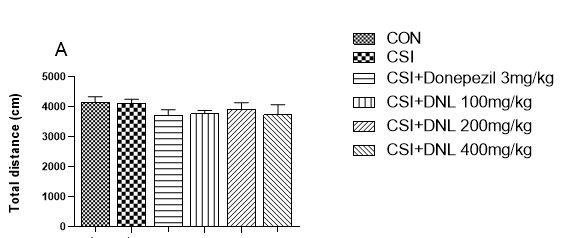 A
Total distance (cm)
5000
4000
3000
2000
1000
0
CON
CSI
CSI+Donepezil 3mg/kg
CSI+DNL 100mg/kg
CSI+DNL 200mg/kg
CSI+DNL 400mg/kg